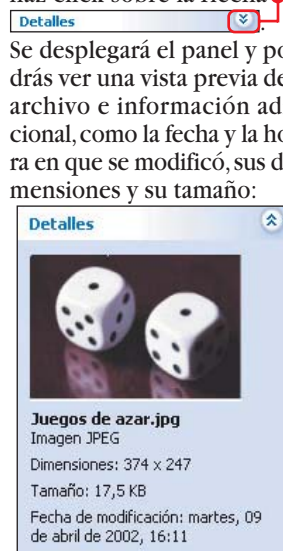 haz click sobre la flecha
Detalles
Se desplegará el panel y po
drás ver una vista previa de
archivo e información ad
cional, como la fecha y la ho
ra en que se modificó, sus d
mensiones y su tamaño:
Detalles
Juegos de azar.jpg
Imagen JPEG
Dimensiones: 374 x 247
Tamaño: 17,5 KB
Fecha de modificación: martes, 09
de abril de 2002, 16:11